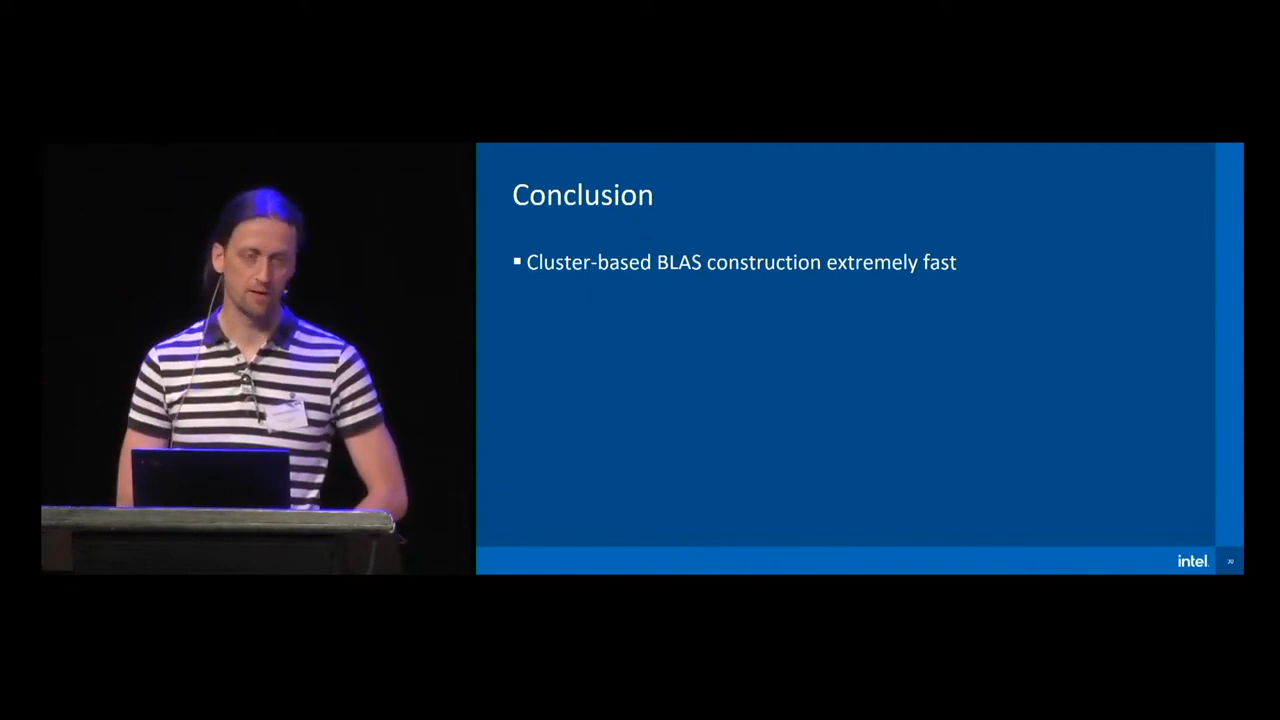 Conclusion
▪ Cluster-based BLAS construction extremely fast
intel.